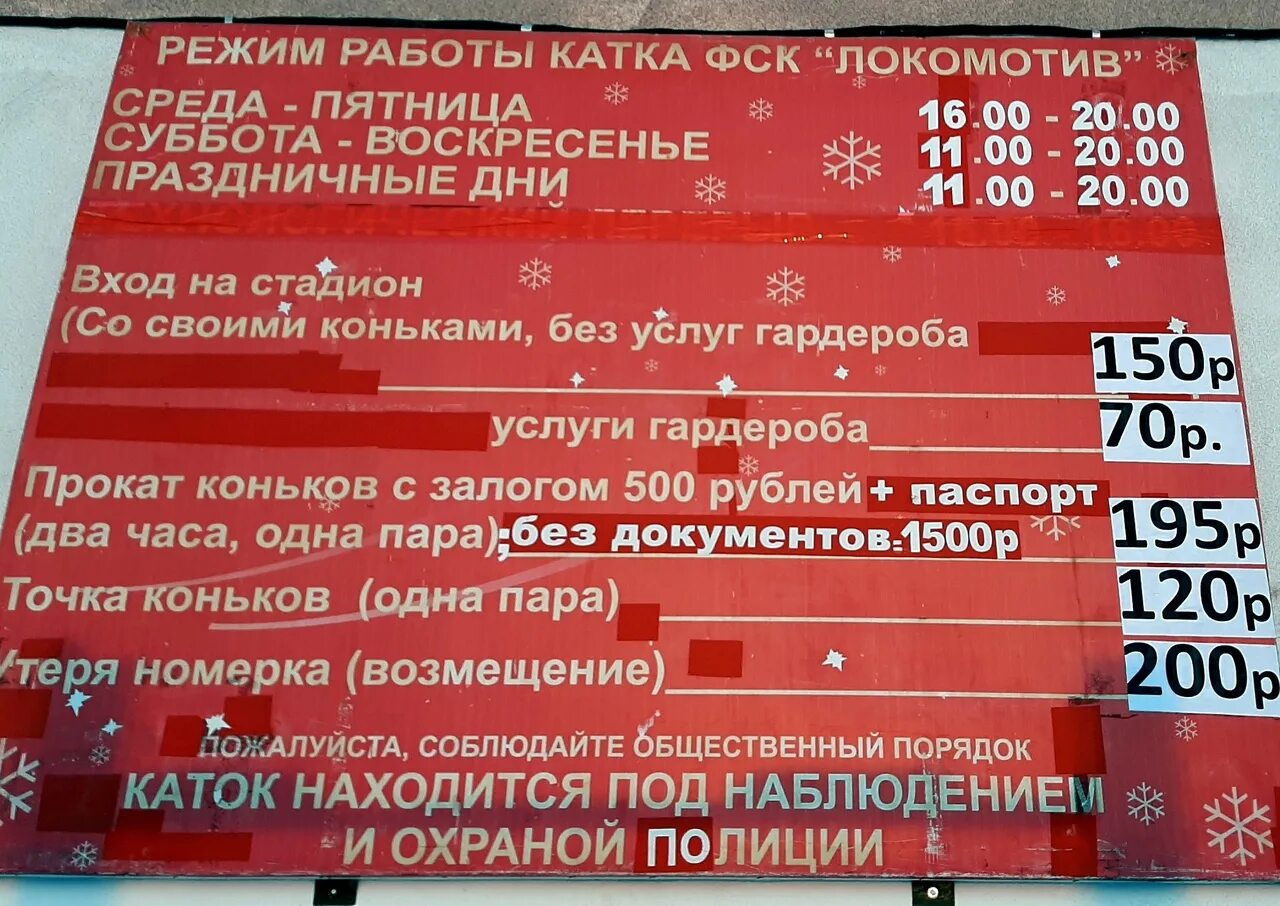 РЕЖИМ РАБОТЫ КАТКА ФСК “ЛОКОМОТИВ”
СРЕДА - ПЯТНИЦА 16.00 - 20.00
СУББОТА - ВОСКРЕСЕНЬЕ 11.00 - 20.00
ПРАЗДНИЧНЫЕ ДНИ 11.00 - 20.00
Вход на стадион
(Со своими коньками, без услуг гардероба 150р
услуги гардероба 70р.
Прокат коньков с залогом 500 рублей + паспорт
(два часа, одна пара);без документов-1500р 195р
Точка коньков (одна пара) 120р
Утеря номерка (возмещение) 200р
ПОЖАЛУЙСТА, СОБЛЮДАЙТЕ ОБЩЕСТВЕННЫЙ ПОРЯДОК
КАТОК НАХОДИТСЯ ПОД НАБЛЮДЕНИЕМ
И ОХРАНОЙ ПОЛИЦИИ